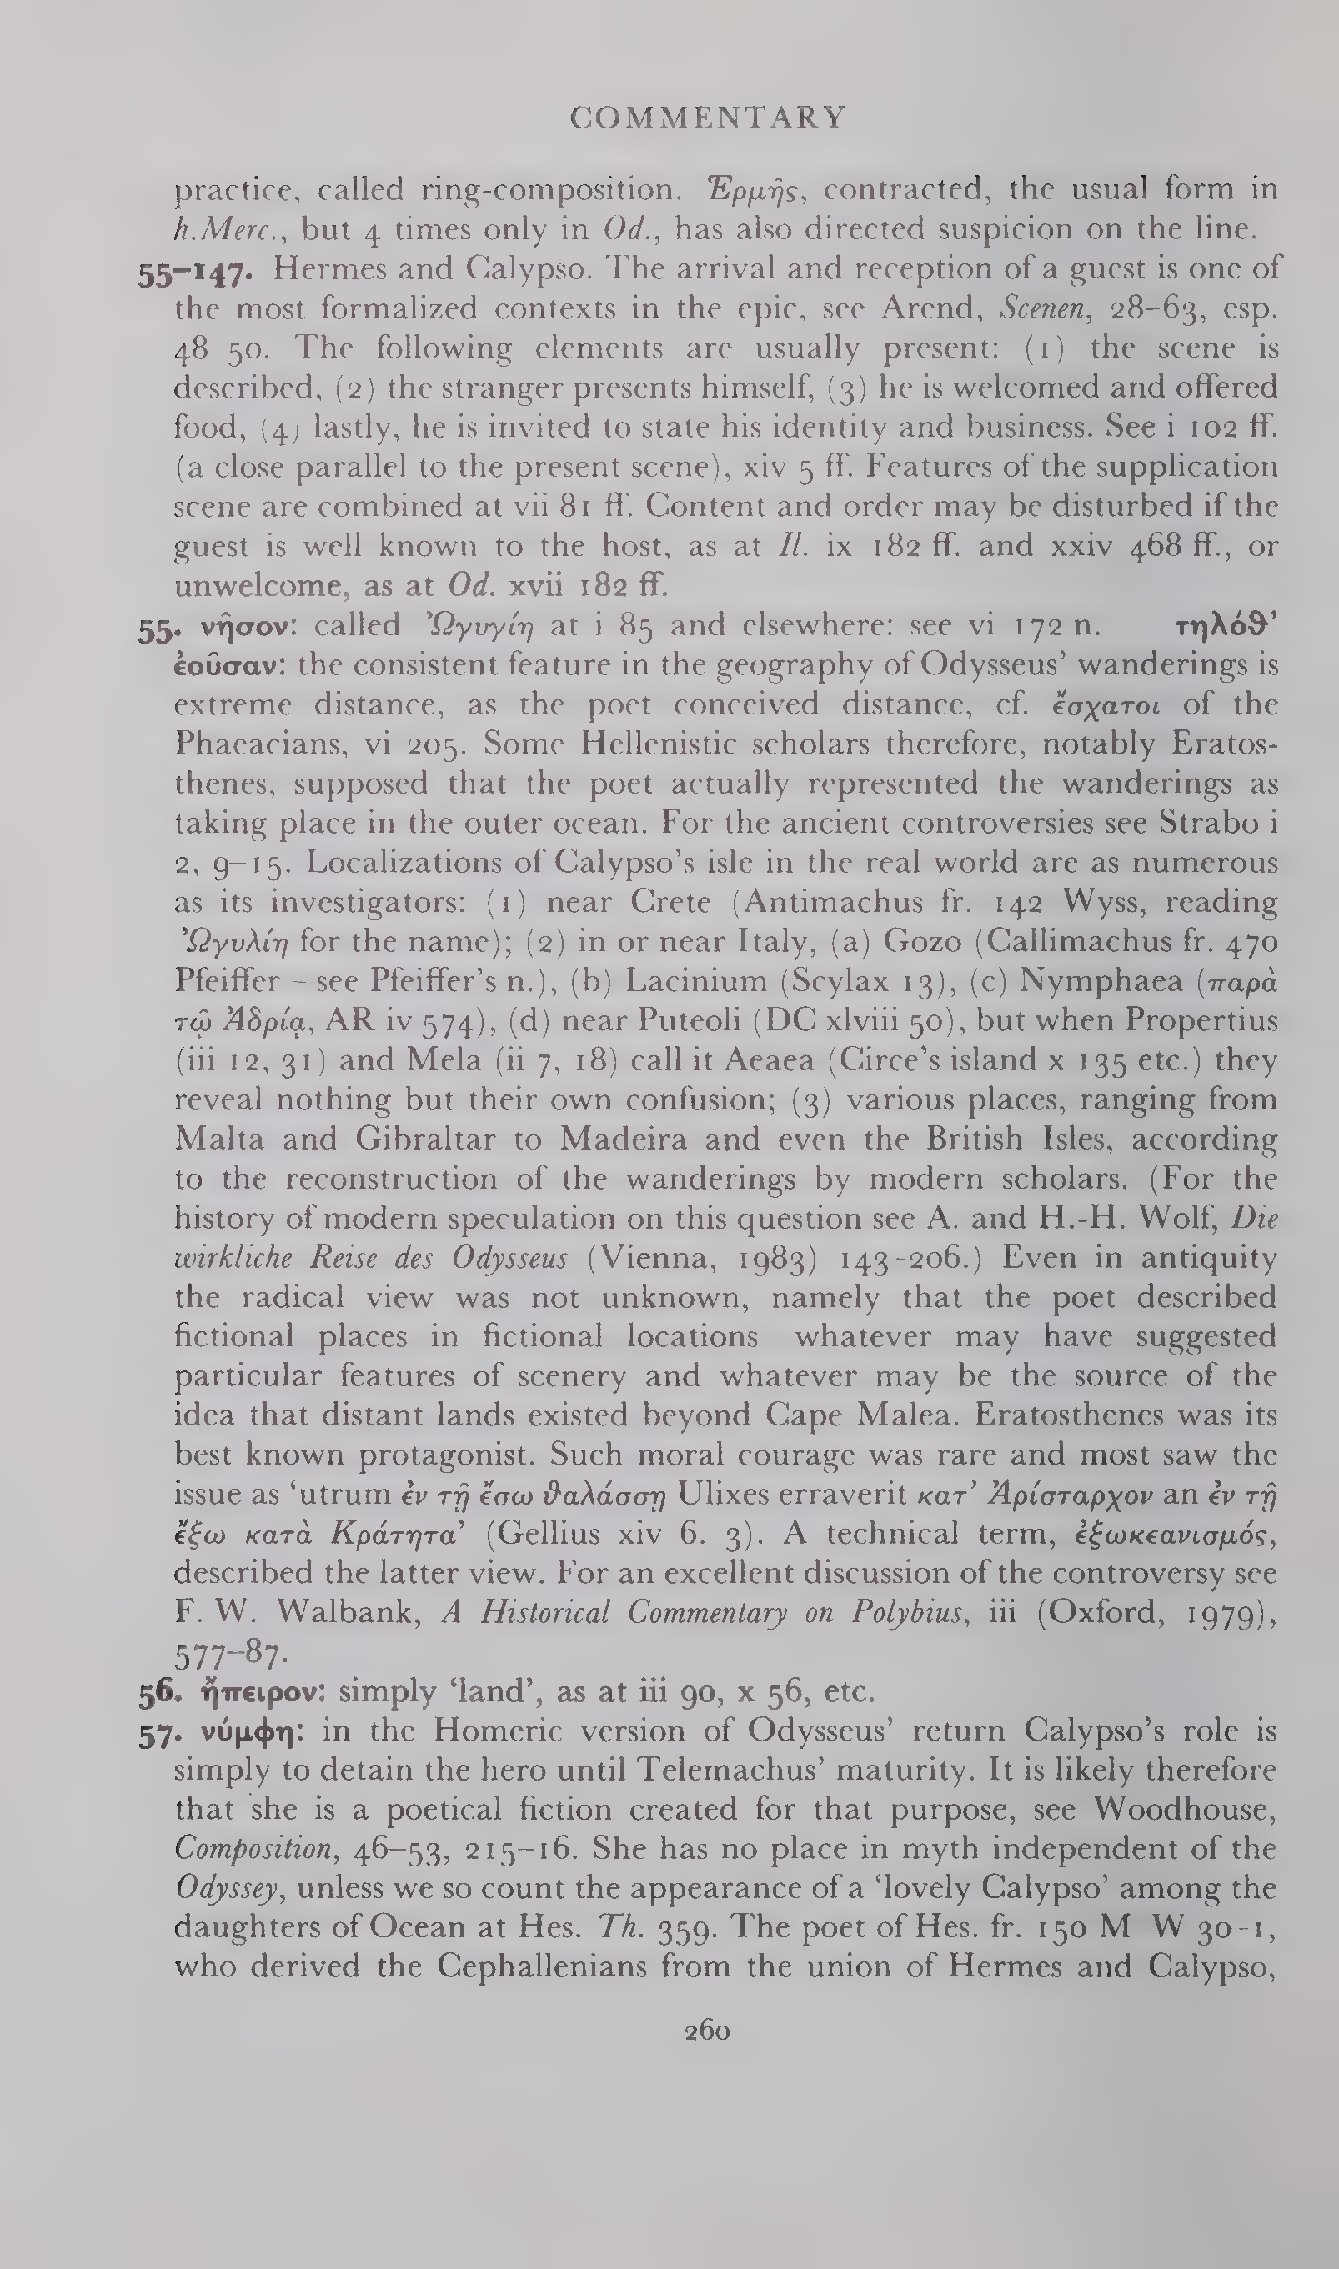 COMMENTARY
practice, called ring-composition. Ἑρμῆς, contracted, the usual form in
h.Merc., but 4 times only in Od., has also directed suspicion on the line.
55–147. Hermes and Calypso. The arrival and reception of a guest is one of
the most formalized contexts in the epic, see Arend, Scenen, 28–63, esp.
48 50. The following elements are usually present: (1) the scene is
described, (2) the stranger presents himself, (3) he is welcomed and offered
food, (4) lastly, he is invited to state his identity and business. See i 102 ff.
(a close parallel to the present scene), xiv 5 ff. Features of the supplication
scene are combined at vii 81 ff. Content and order may be disturbed if the
guest is well known to the host, as at Il. ix 182 ff. and xxiv 468 ff., or
unwelcome, as at Od. xvii 182 ff.
55. νῆσον: called Ὠγυγίη at i 85 and elsewhere: see vi 172 n. τηλόθ’
ἐοῦσαν: the consistent feature in the geography of Odysseus’ wanderings is
extreme distance, as the poet conceived distance, cf. ἔσχατοι of the
Phaeacians, vi 205. Some Hellenistic scholars therefore, notably Eratos-
thenes, supposed that the poet actually represented the wanderings as
taking place in the outer ocean. For the ancient controversies see Strabo i
2, 9–15. Localizations of Calypso’s isle in the real world are as numerous
as its investigators: (1) near Crete (Antimachus fr. 142 Wyss, reading
Ὠγυλίη for the name); (2) in or near Italy, (a) Gozo (Callimachus fr. 470
Pfeiffer – see Pfeiffer’s n.), (b) Lacinium (Scylax 13), (c) Nymphaea (παρὰ
τῷ Ἀδρίᾳ, AR iv 574), (d) near Puteoli (DC xlviii 50), but when Propertius
(iii 12, 31) and Mela (ii 7, 18) call it Aeaea (Circe’s island x 135 etc.) they
reveal nothing but their own confusion; (3) various places, ranging from
Malta and Gibraltar to Madeira and even the British Isles, according
to the reconstruction of the wanderings by modern scholars. (For the
history of modern speculation on this question see A. and H.-H. Wolf, Die
wirkliche Reise des Odysseus (Vienna, 1983) 143-206.) Even in antiquity
the radical view was not unknown, namely that the poet described
fictional places in fictional locations whatever may have suggested
particular features of scenery and whatever may be the source of the
idea that distant lands existed beyond Cape Malea. Eratosthenes was its
best known protagonist. Such moral courage was rare and most saw the
issue as ‘utrum ἐν τῇ ἔσω θαλάσσῃ Ulixes erraverit κατ’ Ἀρίσταρχον an ἐν τῇ
ἔξω κατὰ Κράτητα’ (Gellius xiv 6. 3). A technical term, ἐξωκεανισμός,
described the latter view. For an excellent discussion of the controversy see
F. W. Walbank, A Historical Commentary on Polybius, iii (Oxford, 1979),
577–87.
56. ἤπειρον: simply ‘land’, as at iii 90, x 56, etc.
57. νύμφη: in the Homeric version of Odysseus’ return Calypso’s role is
simply to detain the hero until Telemachus’ maturity. It is likely therefore
that she is a poetical fiction created for that purpose, see Woodhouse,
Composition, 46–53, 215–16. She has no place in myth independent of the
Odyssey, unless we so count the appearance of a ‘lovely Calypso’ among the
daughters of Ocean at Hes. Th. 359. The poet of Hes. fr. 150 M W 30-1,
who derived the Cephallenians from the union of Hermes and Calypso,
260